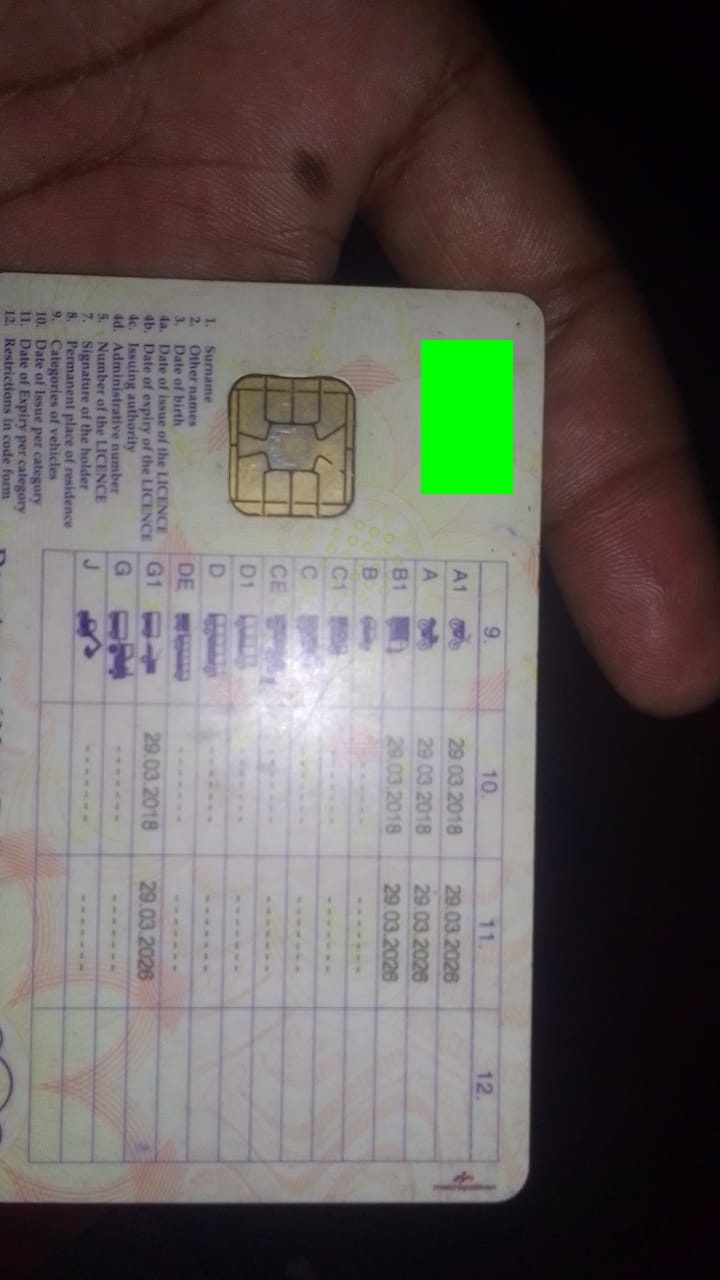 1. Surname
2. Other names
3. Date of birth
4a. Date of issue of the LICENCE
4b. Date of expiry of the LICENCE
4c. Issuing authority
4d. Administrative number
5. Number of the LICENCE
7. Signature of the holder
8. Permanent place of residence
9. Categories of vehicles
10. Date of Issue per category
11. Date of Expiry per category
12. Restrictions in code form
9. 10. 11. 12.
A1 29.03.2018 29.03.2026
A 29.03.2018 29.03.2026
B1 29.03.2018 29.03.2026
B ------- -------
C1 ------- -------
C ------- -------
CE ------- -------
D1 ------- -------
D ------- -------
DE ------- -------
G1 29.03.2018 29.03.2026
G ------- -------
J ------- -------
metropolitan